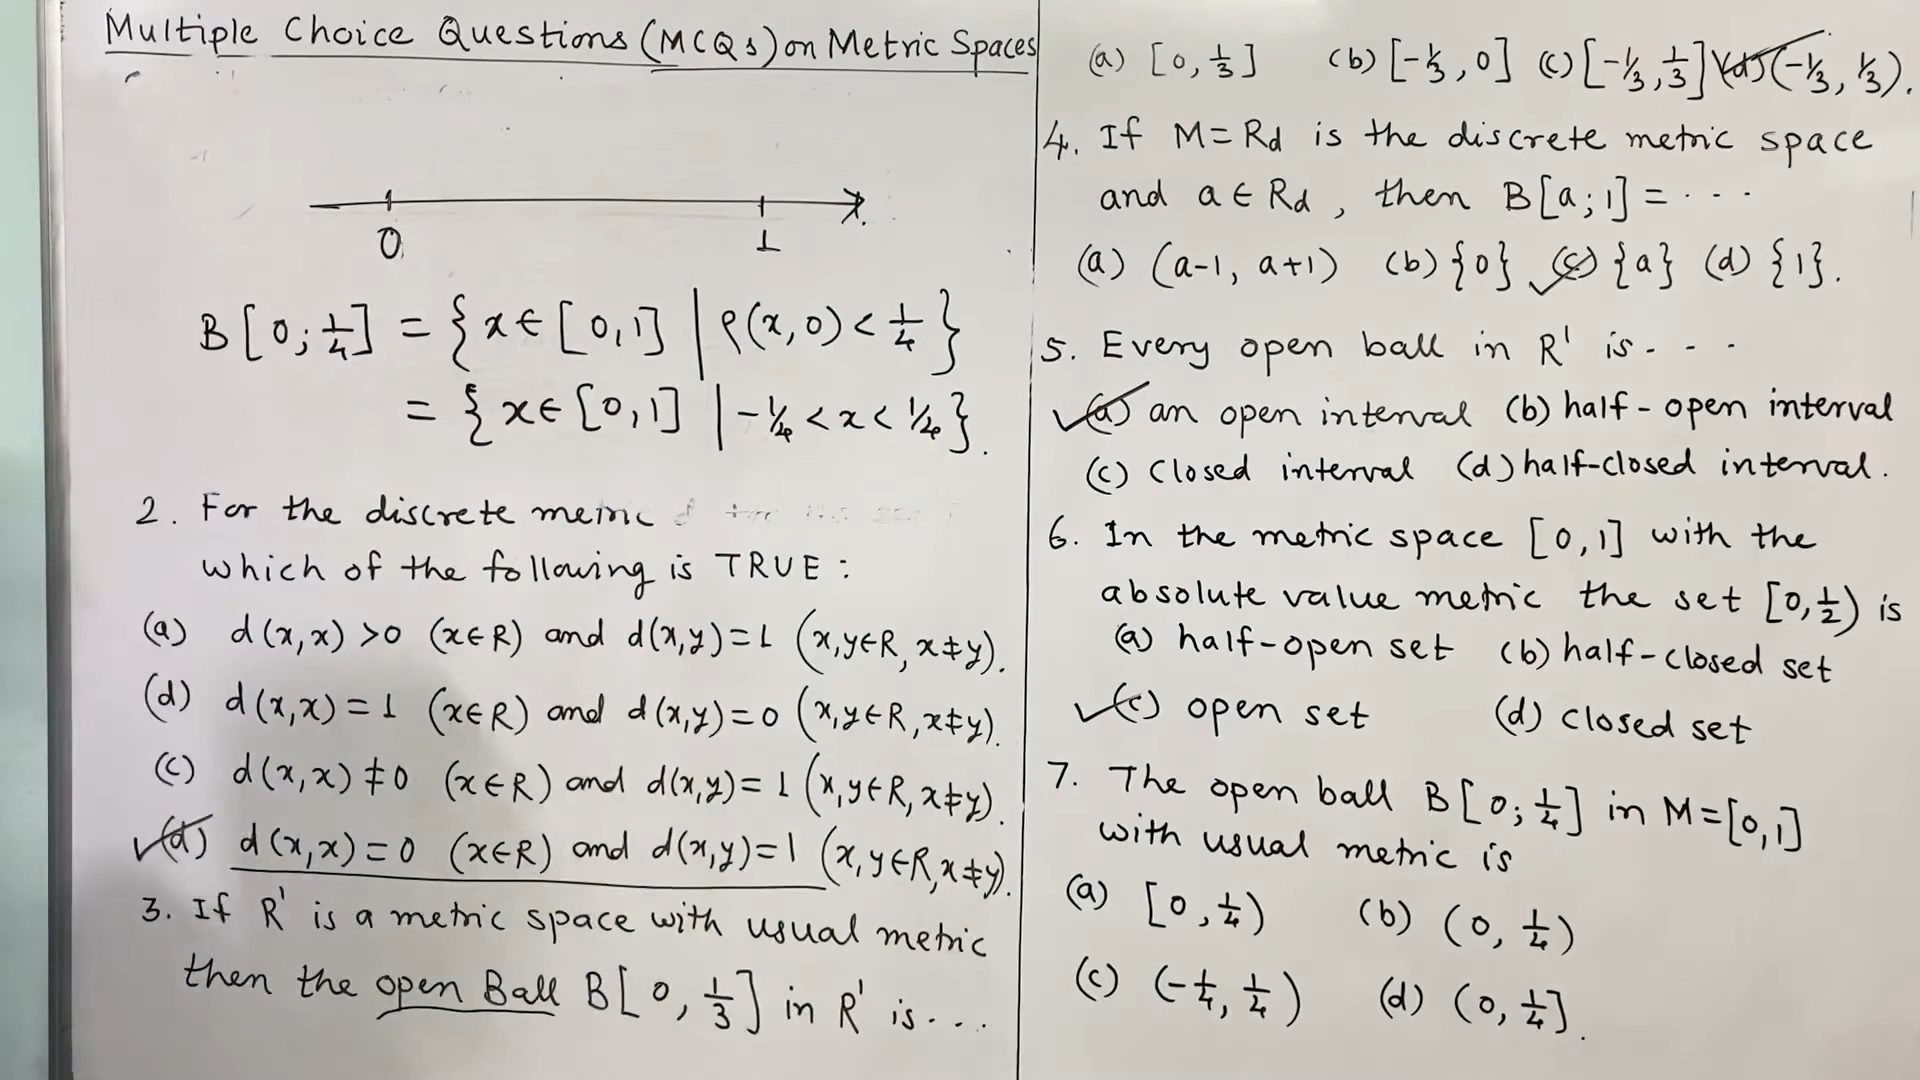 Multiple Choice Questions (MCQs) on Metric Spaces
0 1
B[0; 1/4] = {x ∈ [0,1] | ρ(x,0) < 1/4}
= {x ∈ [0,1] | -1/4 < x < 1/4}.
2. For the discrete metric
which of the following is TRUE:
(a) d(x,x) >0 (x∈R) and d(x,y)=1 (x,y∈R, x≠y).
(d) d(x,x)=1 (x∈R) and d(x,y)=0 (x,y∈R, x≠y).
(c) d(x,x) ≠0 (x∈R) and d(x,y)=1 (x,y∈R, x≠y).
(d) d(x,x)=0 (x∈R) and d(x,y)=1 (x,y∈R, x≠y).
3. If R' is a metric space with usual metric
then the open Ball B[0, 1/3] in R' is....
(a) [0, 1/3] (b) [-1/3, 0] (c) [-1/3, 1/3] (d) (-1/3, 1/3).
4. If M=Rd is the discrete metric space
and a ∈ Rd, then B[a;1] = ...
(a) (a-1, a+1) (b) {0} (c) {a} (d) {1}.
5. Every open ball in R' is - - -
(a) an open interval (b) half-open interval
(c) closed interval (d) half-closed interval.
6. In the metric space [0,1] with the
absolute value metric the set [0, 1/2) is
(a) half-open set (b) half-closed set
(c) open set (d) closed set
7. The open ball B[0; 1/4] in M=[0,1]
with usual metric is
(a) [0, 1/4) (b) (0, 1/4)
(c) (-1/4, 1/4) (d) (0, 1/4].